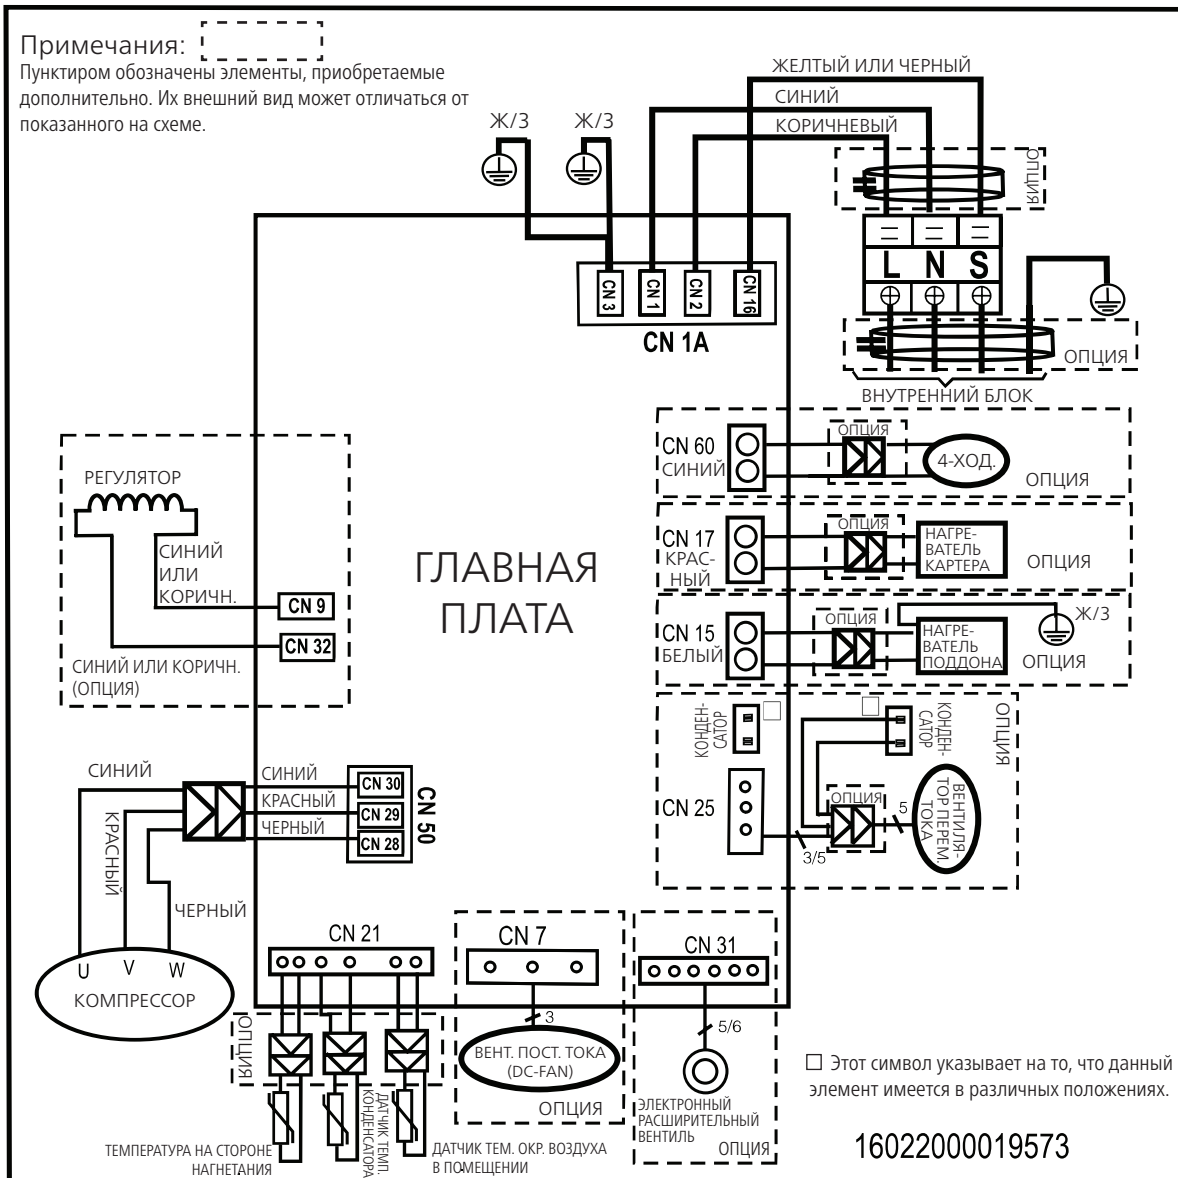 Примечания:
Пунктиром обозначены элементы, приобретаемые
дополнительно. Их внешний вид может отличаться от
показанного на схеме.
Ж/З
Ж/З
ЖЕЛТЫЙ ИЛИ ЧЕРНЫЙ
СИНИЙ
КОРИЧНЕВЫЙ
ОПЦИЯ
L N S
CN 3
CN 1
CN 2
CN 16
CN 1A
ОПЦИЯ
ВНУТРЕННИЙ БЛОК
CN 60
СИНИЙ
ОПЦИЯ
4-ХОД.
ОПЦИЯ
CN 17
КРАС-
НЫЙ
ОПЦИЯ
НАГРЕ-
ВАТЕЛЬ
КАРТЕРА
ОПЦИЯ
CN 15
БЕЛЫЙ
ОПЦИЯ
НАГРЕ-
ВАТЕЛЬ
ПОДДОНА
Ж/З
ОПЦИЯ
РЕГУЛЯТОР
СИНИЙ
ИЛИ
КОРИЧН.
CN 9
CN 32
СИНИЙ ИЛИ КОРИЧН.
(ОПЦИЯ)
ГЛАВНАЯ
ПЛАТА
КОНДЕН-
САТОР
КОНДЕН-
САТОР
ОПЦИЯ
CN 25
ОПЦИЯ
3/5
5
ВЕНТИЛЯ-
ТОР ПЕРЕМ.
ТОКА
СИНИЙ
КРАСНЫЙ
ЧЕРНЫЙ
СИНИЙ
КРАСНЫЙ
ЧЕРНЫЙ
CN 30
CN 29
CN 28
CN 50
U V W
КОМПРЕССОР
CN 21
ОПЦИЯ
ТЕМПЕРАТУРА НА СТОРОНЕ
НАГНЕТАНИЯ
ДАТЧИК ТЕМП.
КОНДЕНСАТОРА
ДАТЧИК ТЕМ. ОКР. ВОЗДУХА
В ПОМЕЩЕНИИ
CN 7
3
ВЕНТ. ПОСТ. ТОКА
(DC-FAN)
ОПЦИЯ
CN 31
5/6
ЭЛЕКТРОННЫЙ
РАСШИРИТЕЛЬНЫЙ
ВЕНТИЛЬ
ОПЦИЯ
□ Этот символ указывает на то, что данный
элемент имеется в различных положениях.
16022000019573